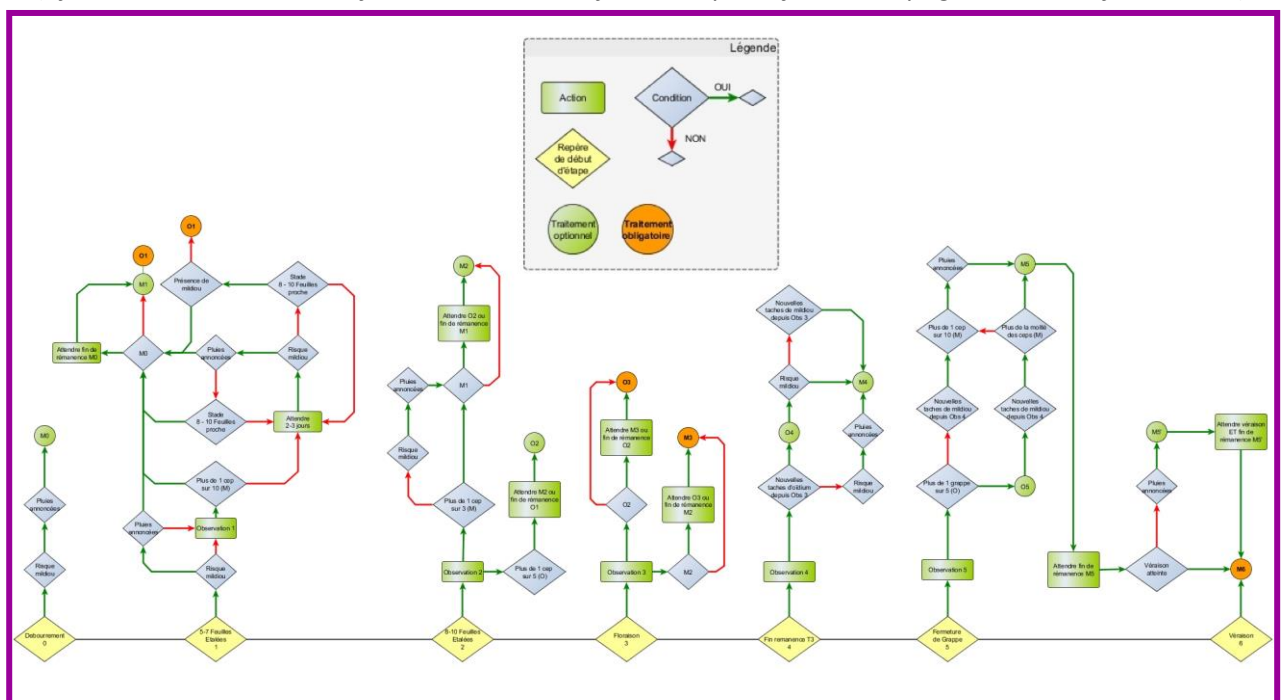 Légende
Action
Condition
OUI
NON
Repère
de début
d'étape
Traitement
optionnel
Traitement
obligatoire
O1
O1
M1
Présence de
mildiou
Stade
8 - 10 Feuilles
proche
Attendre fin de
rémanence M0
M0
Pluies
annoncées
Risque
mildiou
Stade
8 - 10 Feuilles
proche
Attendre
2-3 jours
M0
Plus de 1 cep
sur 10 (M)
Pluies
annoncées
Pluies
annoncées
Observation 1
Risque
mildiou
Risque
mildiou
Debourrement
0
5-7 Feuilles
Etalées
1
M2
Attendre O2 ou
fin de rémanence
M1
Pluies
annoncées
M1
Risque
mildiou
O2
Plus de 1 cep
sur 3 (M)
Attendre M2 ou
fin de rémanence
O1
Observation 2
Plus de 1 cep
sur 5 (O)
8-10 Feuilles
Etalées
2
O3
Attendre M3 ou
fin de rémanence
O2
M3
O2
Attendre O3 ou
fin de rémanence
M2
Observation 3
M2
Floraison
3
Nouvelles
taches de mildiou
depuis Obs 3
Risque
mildiou
M4
O4
Pluies
annoncées
Nouvelles
taches d'oïdium
depuis Obs 3
Risque
mildiou
Observation 4
Fin remanence T3
4
Pluies
annoncées
M5
Plus de 1 cep
sur 10 (M)
Plus de la moitié
des ceps (M)
Nouvelles
taches de mildiou
depuis Obs 4
Nouvelles
taches de mildiou
depuis Obs 4
Plus de 1 grappe
sur 5 (O)
O5
Observation 5
Attendre fin de
rémanence M5
Fermeture
de Grappe
5
M5'
Attendre véraison
ET fin de
rémanence M5'
Pluies
annoncées
Véraison
atteinte
M6
Véraison
6